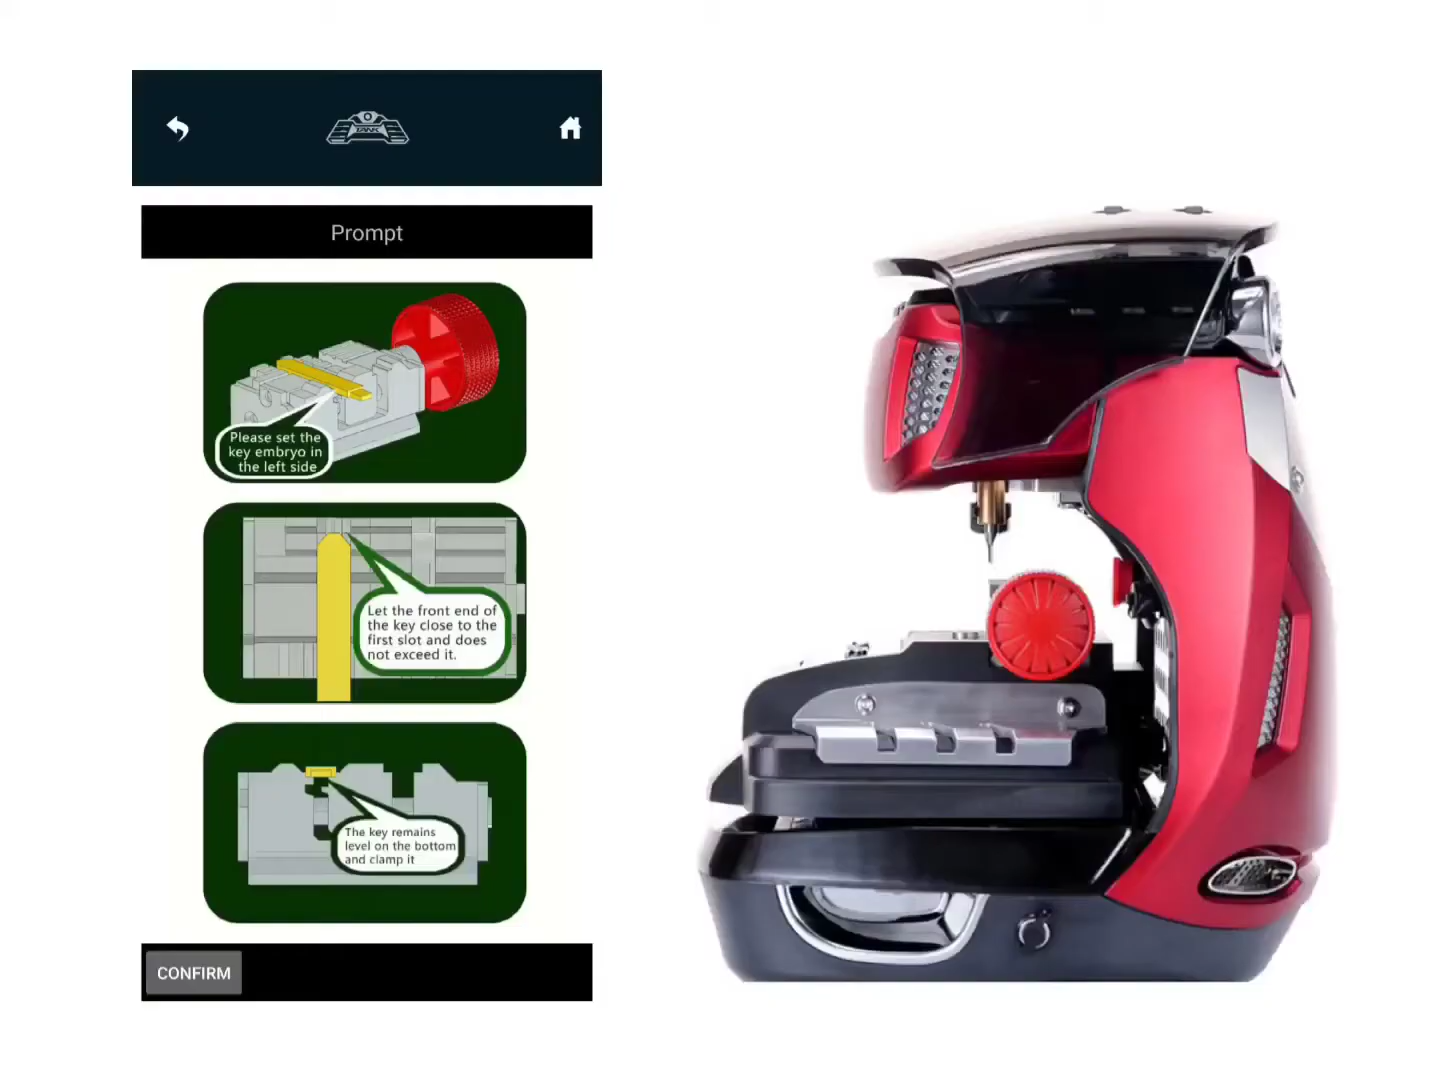 TANK
Prompt
Please set the
key embryo in
the left side
Let the front end of
the key close to the
first slot and does
not exceed it.
The key remains
level on the bottom
and clamp it
CONFIRM